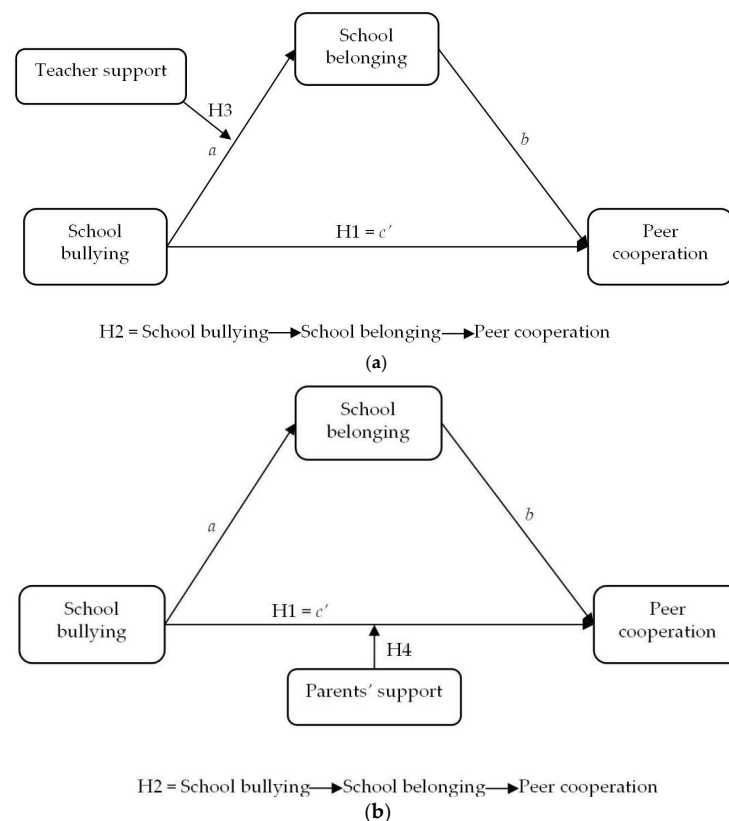 School
belonging
Teacher support
H3
a
b
School
bullying
H1 = c′
Peer
cooperation
H2 = School bullying→School belonging→Peer cooperation
(a)
School
belonging
a
b
School
bullying
H1 = c′
Peer
cooperation
H4
Parents’ support
H2 = School bullying→School belonging→Peer cooperation
(b)